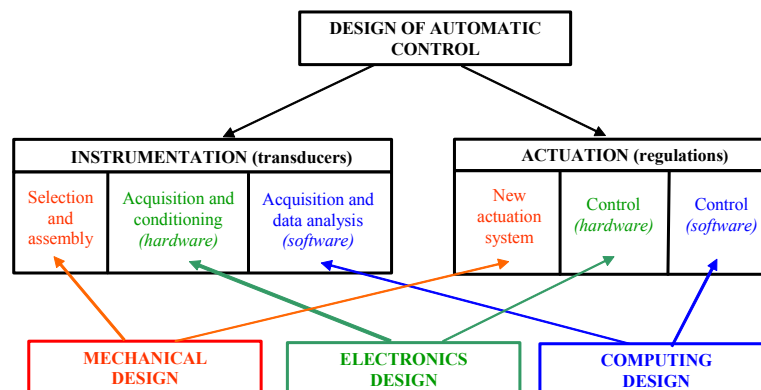 DESIGN OF AUTOMATIC
CONTROL
INSTRUMENTATION (transducers)
Selection
and
assembly
Acquisition and
conditioning
(hardware)
Acquisition and
data analysis
(software)
ACTUATION (regulations)
New
actuation
system
Control
(hardware)
Control
(software)
MECHANICAL
DESIGN
ELECTRONICS
DESIGN
COMPUTING
DESIGN